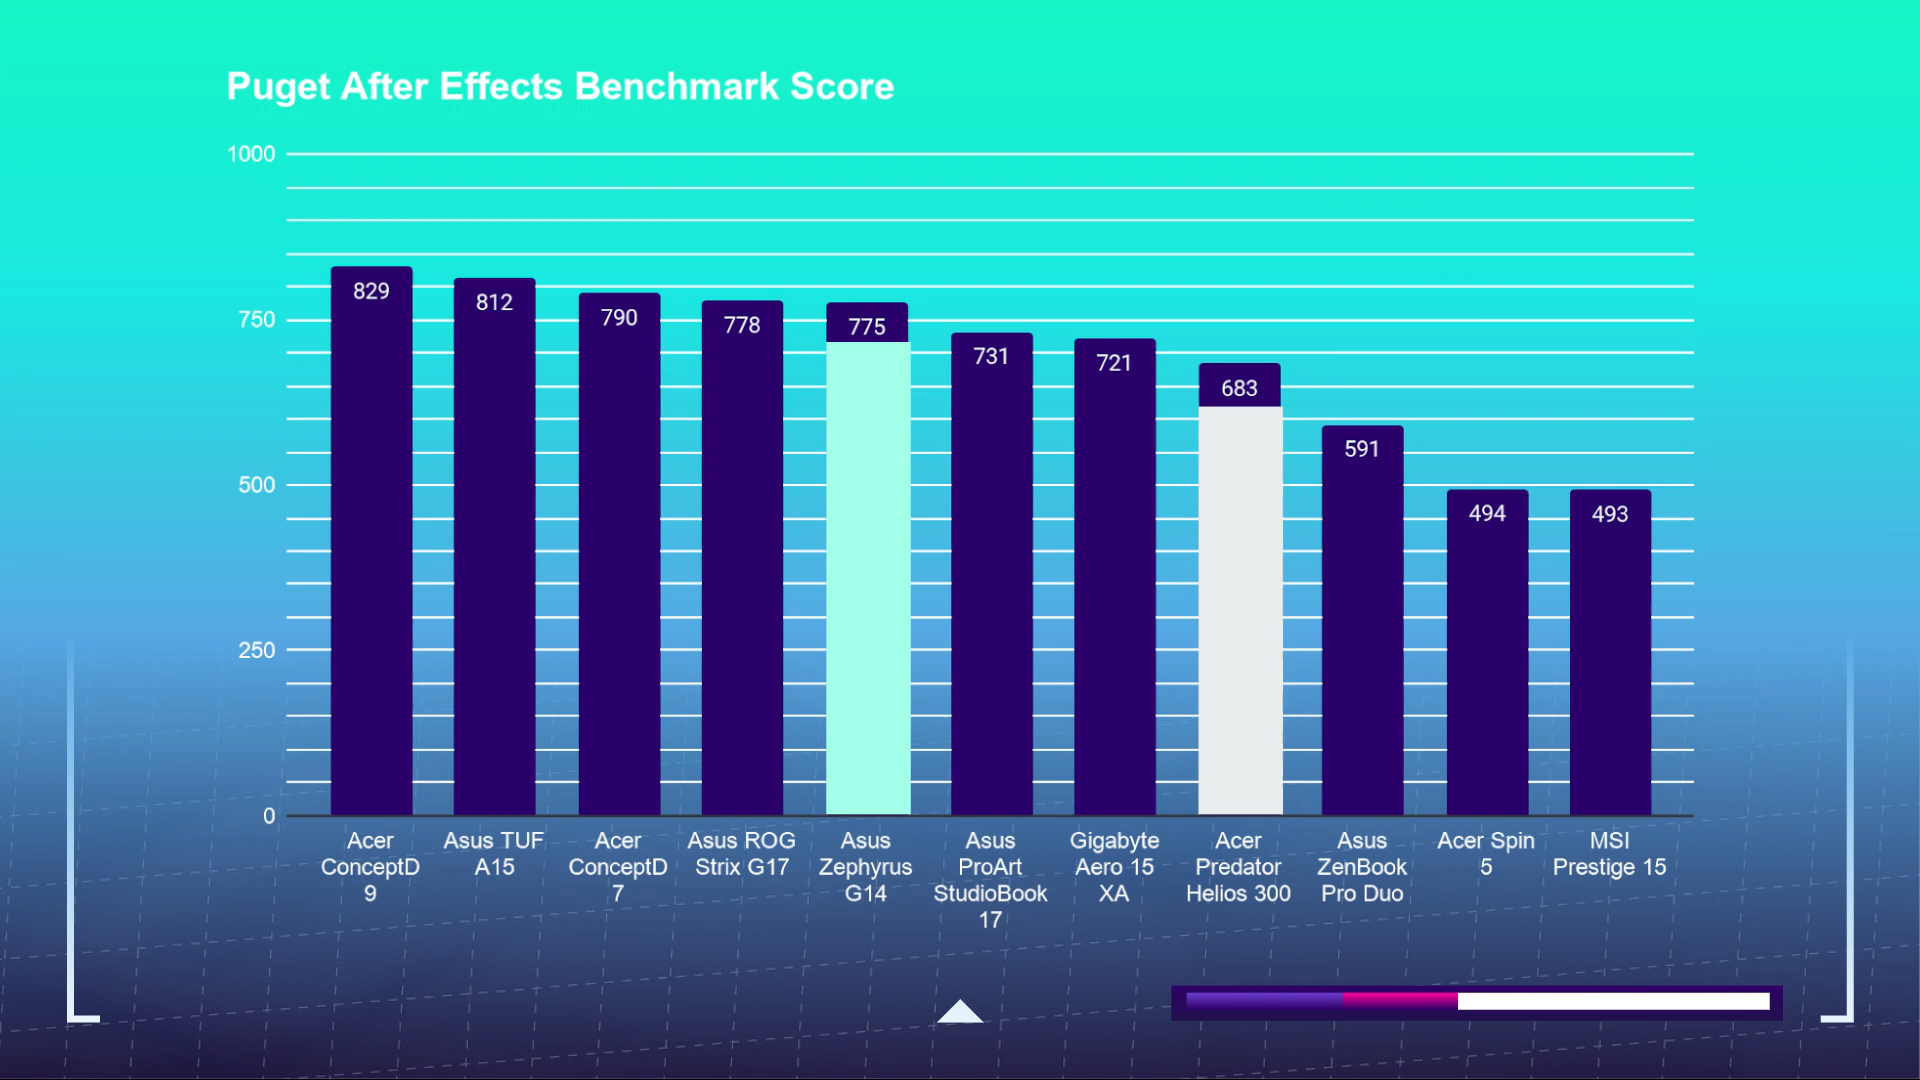 Puget After Effects Benchmark Score
1000
750
500
250
0
829
812
790
778
775
731
721
683
591
494
493
Acer
ConceptD
9
Asus TUF
A15
Acer
ConceptD
7
Asus ROG
Strix G17
Asus
Zephyrus
G14
Asus
ProArt
StudioBook
17
Gigabyte
Aero 15
XA
Acer
Predator
Helios 300
Asus
ZenBook
Pro Duo
Acer Spin
5
MSI
Prestige 15